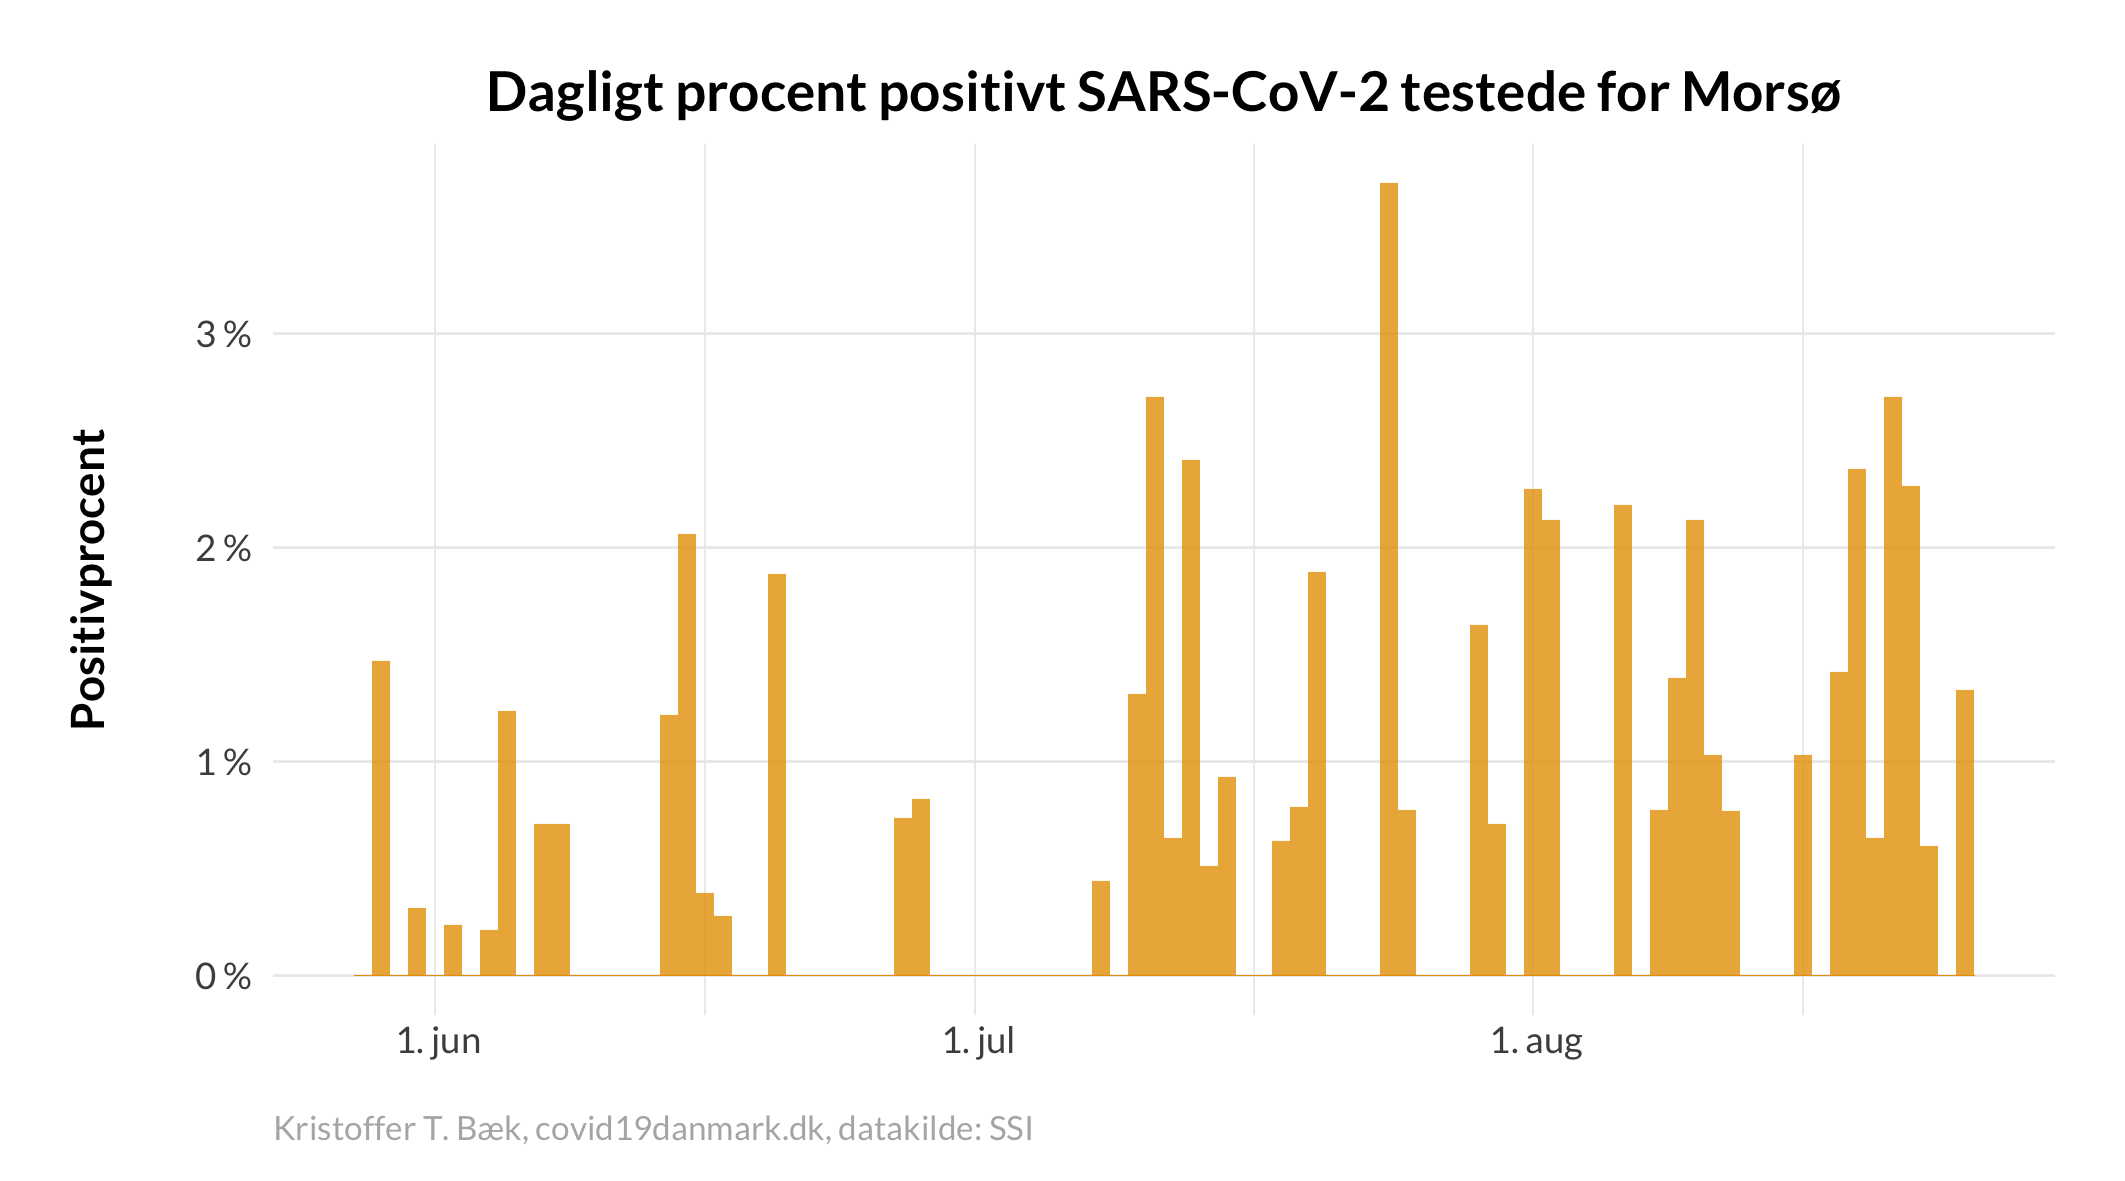 Dagligt procent positivt SARS-CoV-2 testede for Morsø
Positivprocent
3 %
2 %
1 %
0 %
1. jun
1. jul
1. aug
Kristoffer T. Bæk, covid19danmark.dk, datakilde: SSI